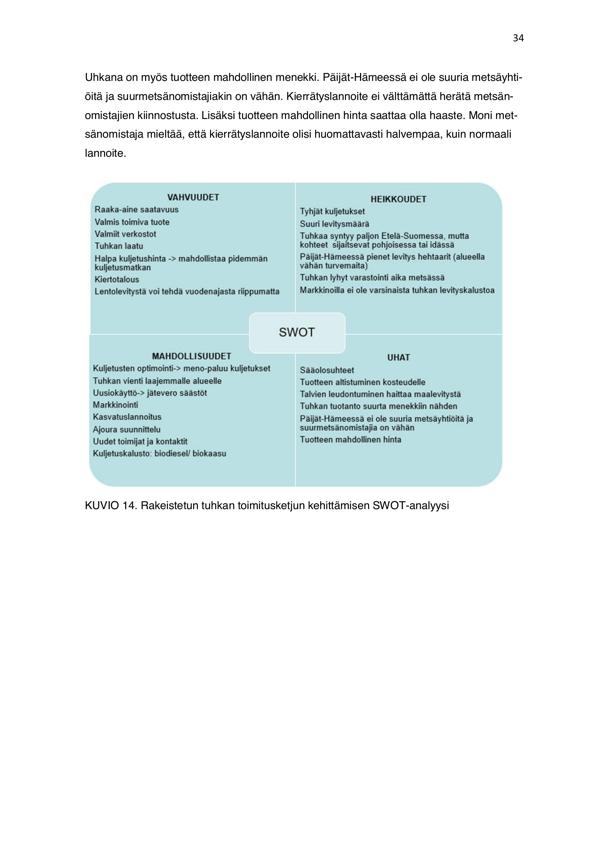 34
Uhkana on myös tuotteen mahdollinen menekki. Päijät-Hämeessä ei ole suuria metsäyhti-
öitä ja suurmetsänomistajiakin on vähän. Kierrätyslannoite ei välttämättä herätä metsän-
omistajien kiinnostusta. Lisäksi tuotteen mahdollinen hinta saattaa olla haaste. Moni met-
sänomistaja mieltää, että kierrätyslannoite olisi huomattavasti halvempaa, kuin normaali
lannoite.
VAHVUUDET
Raaka-aine saatavuus
Valmis toimiva tuote
Valmiit verkostot
Tuhkan laatu
Halpa kuljetushinta -> mahdollistaa pidemmän
kuljetusmatkan
Kiertotalous
Lentolevitystä voi tehdä vuodenajasta riippumatta
HEIKKOUDET
Tyhjät kuljetukset
Suuri levitysmäärä
Tuhkaa syntyy paljon Etelä-Suomessa, mutta
kohteet sijaitsevat pohjoisessa tai idässä
Päijät-Hämeessä pienet levitys hehtaarit (alueella
vähän turvemaita)
Tuhkan lyhyt varastointi aika metsässä
Markkinoilla ei ole varsinaista tuhkan levityskalustoa
SWOT
MAHDOLLISUUDET
Kuljetusten optimointi-> meno-paluu kuljetukset
Tuhkan vienti laajemmalle alueelle
Uusiokäyttö-> jätevero säästöt
Markkinointi
Kasvatuslannoitus
Ajoura suunnittelu
Uudet toimijat ja kontaktit
Kuljetuskalusto: biodiesel/ biokaasu
UHAT
Sääolosuhteet
Tuotteen altistuminen kosteudelle
Talvien leudontuminen haittaa maalevitystä
Tuhkan tuotanto suurta menekkiin nähden
Päijät-Hämeessä ei ole suuria metsäyhtiöitä ja
suurmetsänomistajia on vähän
Tuotteen mahdollinen hinta
KUVIO 14. Rakeistetun tuhkan toimitusketjun kehittämisen SWOT-analyysi